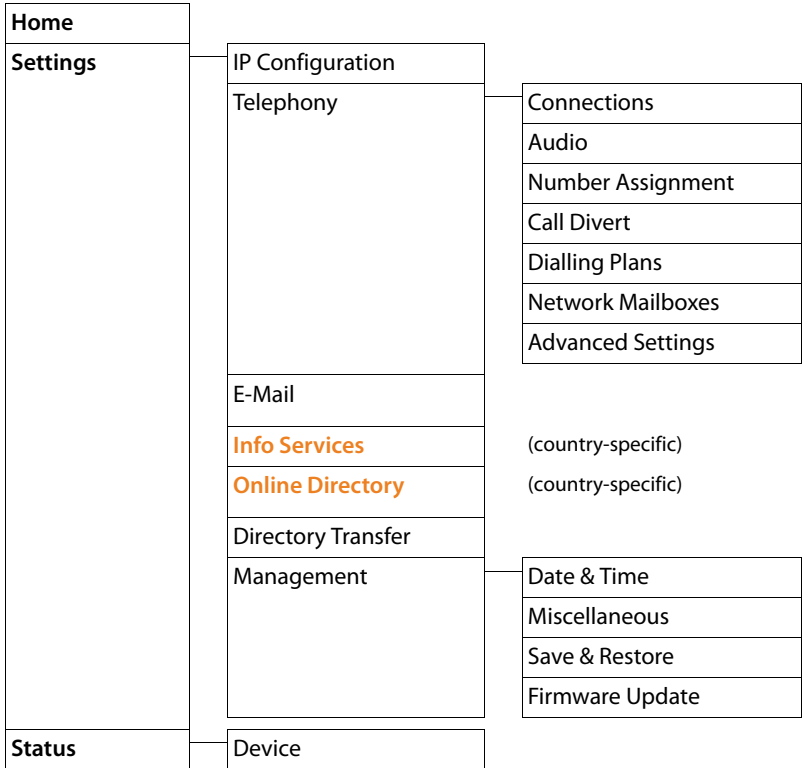 Home
Settings
IP Configuration
Telephony
Connections
Audio
Number Assignment
Call Divert
Dialling Plans
Network Mailboxes
Advanced Settings
E-Mail
Info Services
(country-specific)
Online Directory
(country-specific)
Directory Transfer
Management
Date & Time
Miscellaneous
Save & Restore
Firmware Update
Status
Device